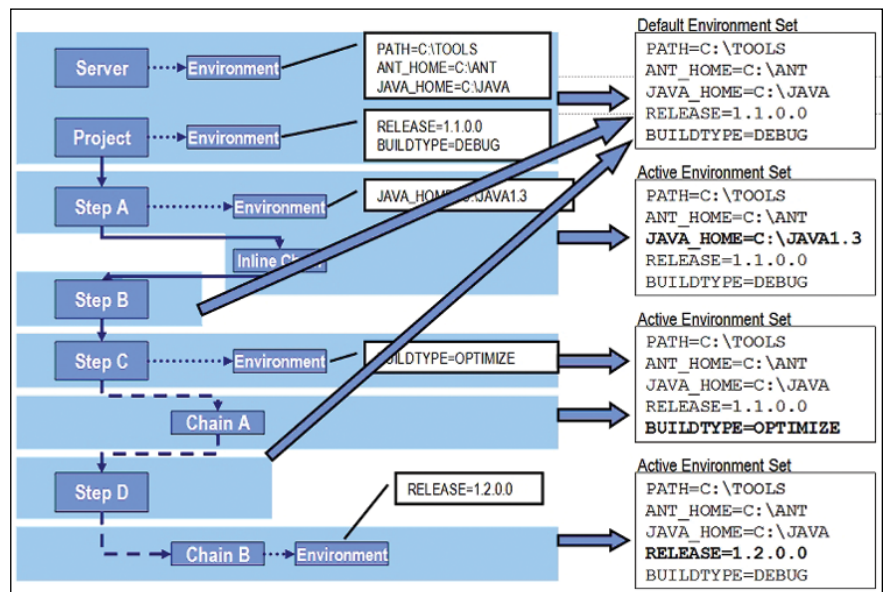 Default Environment Set
PATH=C:\TOOLS
ANT_HOME=C:\ANT
JAVA_HOME=C:\JAVA
RELEASE=1.1.0.0
BUILDTYPE=DEBUG
Server
Environment
PATH=C:\TOOLS
ANT_HOME=C:\ANT
JAVA_HOME=C:\JAVA
Project
Environment
RELEASE=1.1.0.0
BUILDTYPE=DEBUG
Active Environment Set
PATH=C:\TOOLS
ANT_HOME=C:\ANT
JAVA_HOME=C:\JAVA1.3
RELEASE=1.1.0.0
BUILDTYPE=DEBUG
Step A
Environment
JAVA_HOME
\JAVA1.3
Inline
Step B
Active Environment Set
PATH=C:\TOOLS
ANT_HOME=C:\ANT
JAVA_HOME=C:\JAVA
RELEASE=1.1.0.0
BUILDTYPE=OPTIMIZE
Step C
Environment
UILDTYPE=OPTIMIZE
Chain A
Active Environment Set
PATH=C:\TOOLS
ANT_HOME=C:\ANT
JAVA_HOME=C:\JAVA
RELEASE=1.2.0.0
BUILDTYPE=DEBUG
Step D
RELEASE=1.2.0.0
Chain B
Environment